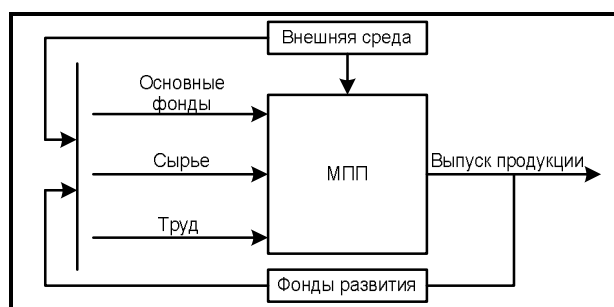 Внешняя среда
Основные
фонды
Сырье
МПП
Выпуск продукции
Труд
Фонды развития